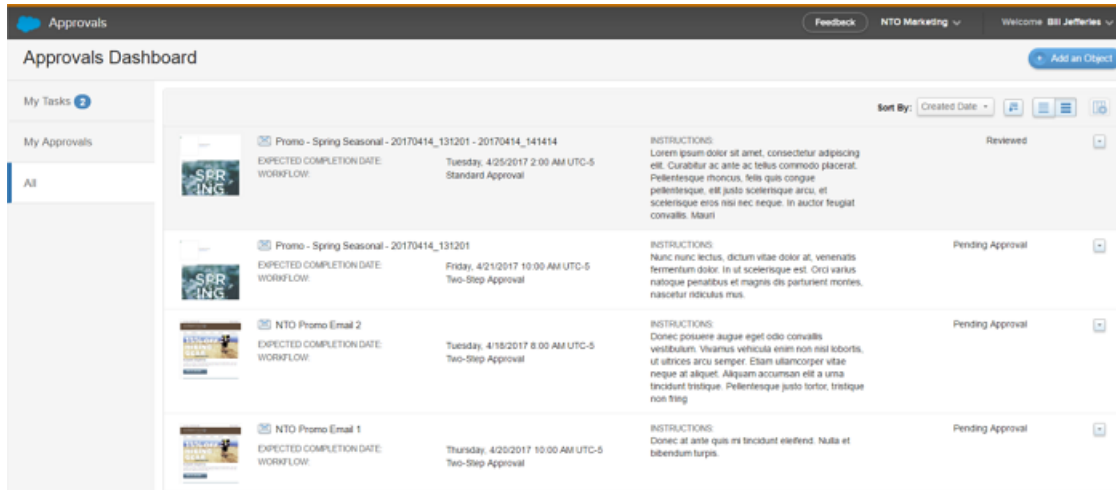 Approvals
Feedback
NTO Marketing
Welcome Bill Jefferies
Approvals Dashboard
+ Add an Object
My Tasks 2
My Approvals
All
Sort By: Created Date
SPR
ING
Promo - Spring Seasonal - 20170414_131201 - 20170414_141414
EXPECTED COMPLETION DATE: Tuesday, 4/25/2017 2:00 AM UTC-5
WORKFLOW: Standard Approval
INSTRUCTIONS:
Lorem ipsum dolor sit amet, consectetur adipiscing
elit. Curabitur ac ante ac tellus commodo placerat.
Pellentesque rhoncus, felis quis congue
pellentesque, elit justo scelerisque arcu, et
scelerisque eros nisi nec neque. In auctor feugiat
convallis. Mauri
Reviewed
SPR
ING
Promo - Spring Seasonal - 20170414_131201
EXPECTED COMPLETION DATE: Friday, 4/21/2017 10:00 AM UTC-5
WORKFLOW: Two-Step Approval
INSTRUCTIONS:
Nunc nunc lectus, dictum vitae dolor at, venenatis
fermentum dolor. In ut scelerisque est. Orci varius
natoque penatibus et magnis dis parturient montes,
nascetur ridiculus mus.
Pending Approval
NTO Promo Email 2
EXPECTED COMPLETION DATE: Tuesday, 4/18/2017 8:00 AM UTC-5
WORKFLOW: Two-Step Approval
INSTRUCTIONS:
Donec posuere augue eget odio convallis
vestibulum. Vivamus vehicula enim non nisl lobortis,
ut ultrices arcu semper. Etiam ullamcorper vitae
neque at aliquet. Aliquam accumsan elit a urna
tincidunt tristique. Pellentesque justo tortor, tristique
non fring
Pending Approval
NTO Promo Email 1
EXPECTED COMPLETION DATE: Thursday, 4/20/2017 10:00 AM UTC-5
WORKFLOW: Two-Step Approval
INSTRUCTIONS:
Donec at ante quis mi tincidunt eleifend. Nulla et
bibendum turpis.
Pending Approval